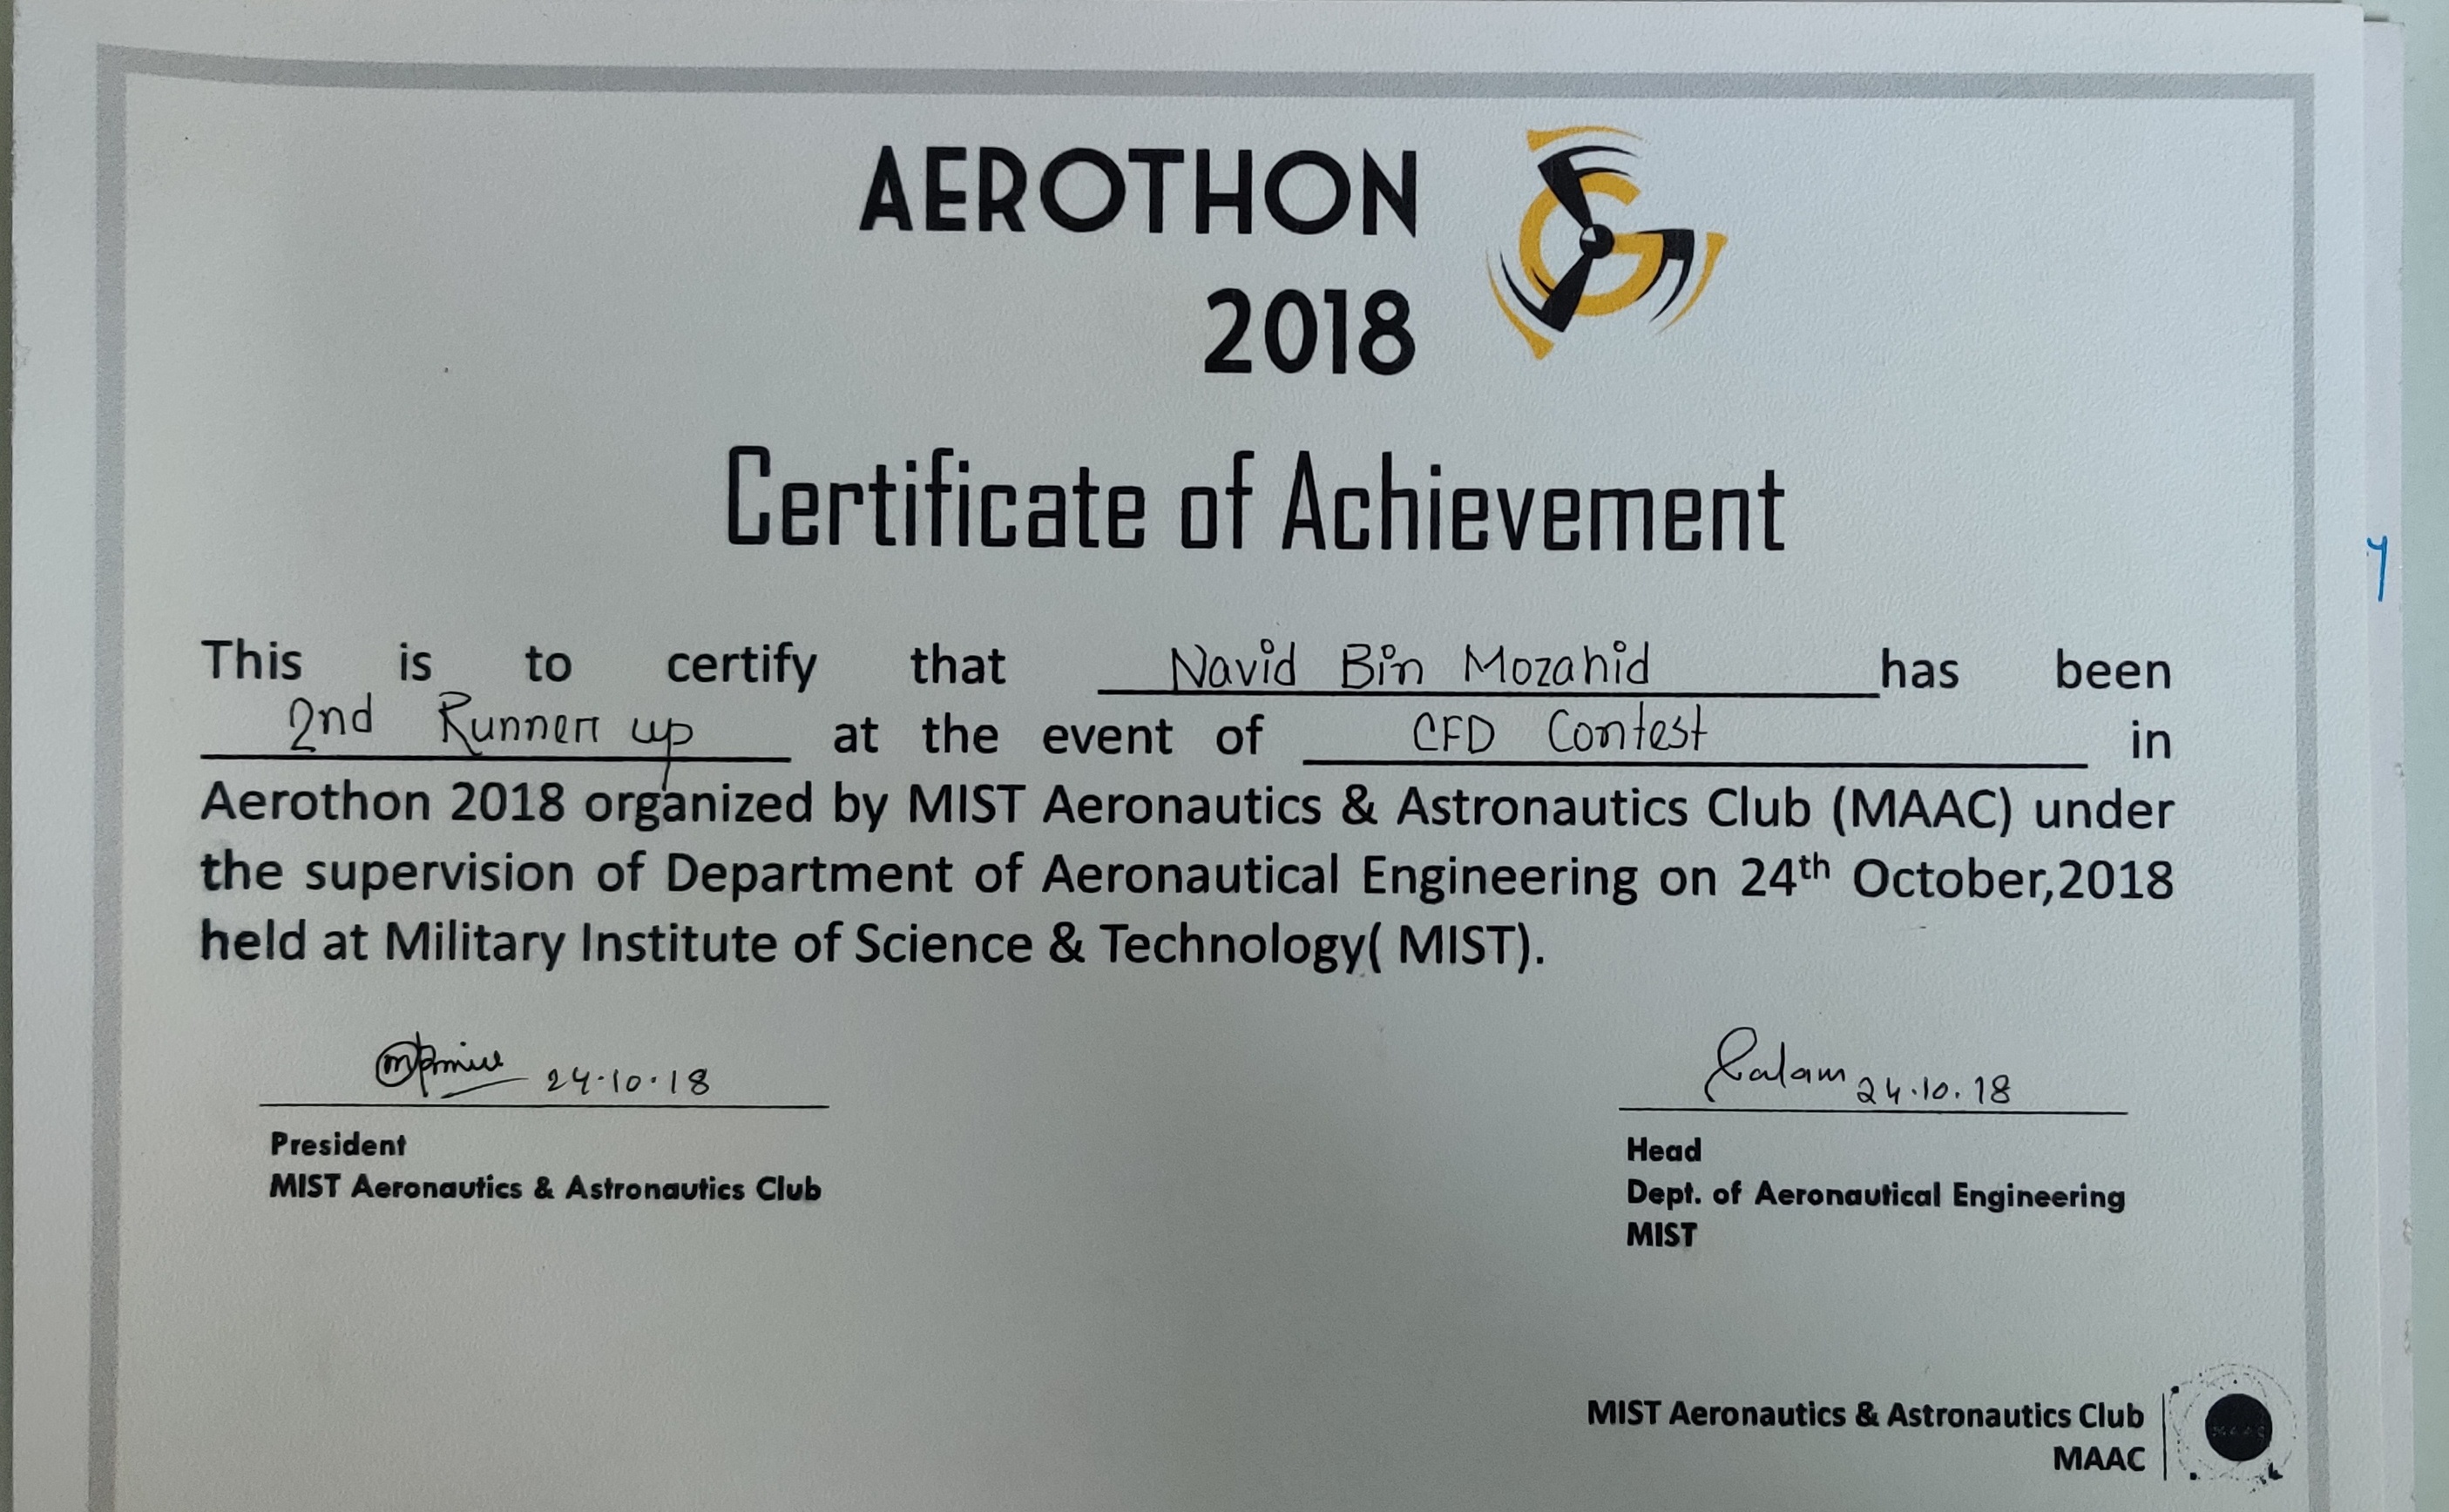 AEROTHON
2018
Certificate of Achievement
This is to certify that Navid Bin Mozahid has been
2nd Runner up at the event of CFD Contest in
Aerothon 2018 organized by MIST Aeronautics & Astronautics Club (MAAC) under
the supervision of Department of Aeronautical Engineering on 24th October,2018
held at Military Institute of Science & Technology( MIST).
24.10.18
Salam 24.10.18
President
MIST Aeronautics & Astronautics Club
Head
Dept. of Aeronautical Engineering
MIST
MIST Aeronautics & Astronautics Club
MAAC